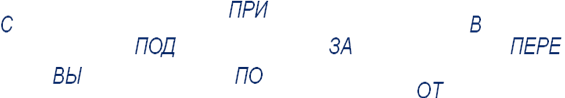 С ПРИ В
ПОД ЗА ПЕРЕ
ВЫ ПО ОТ